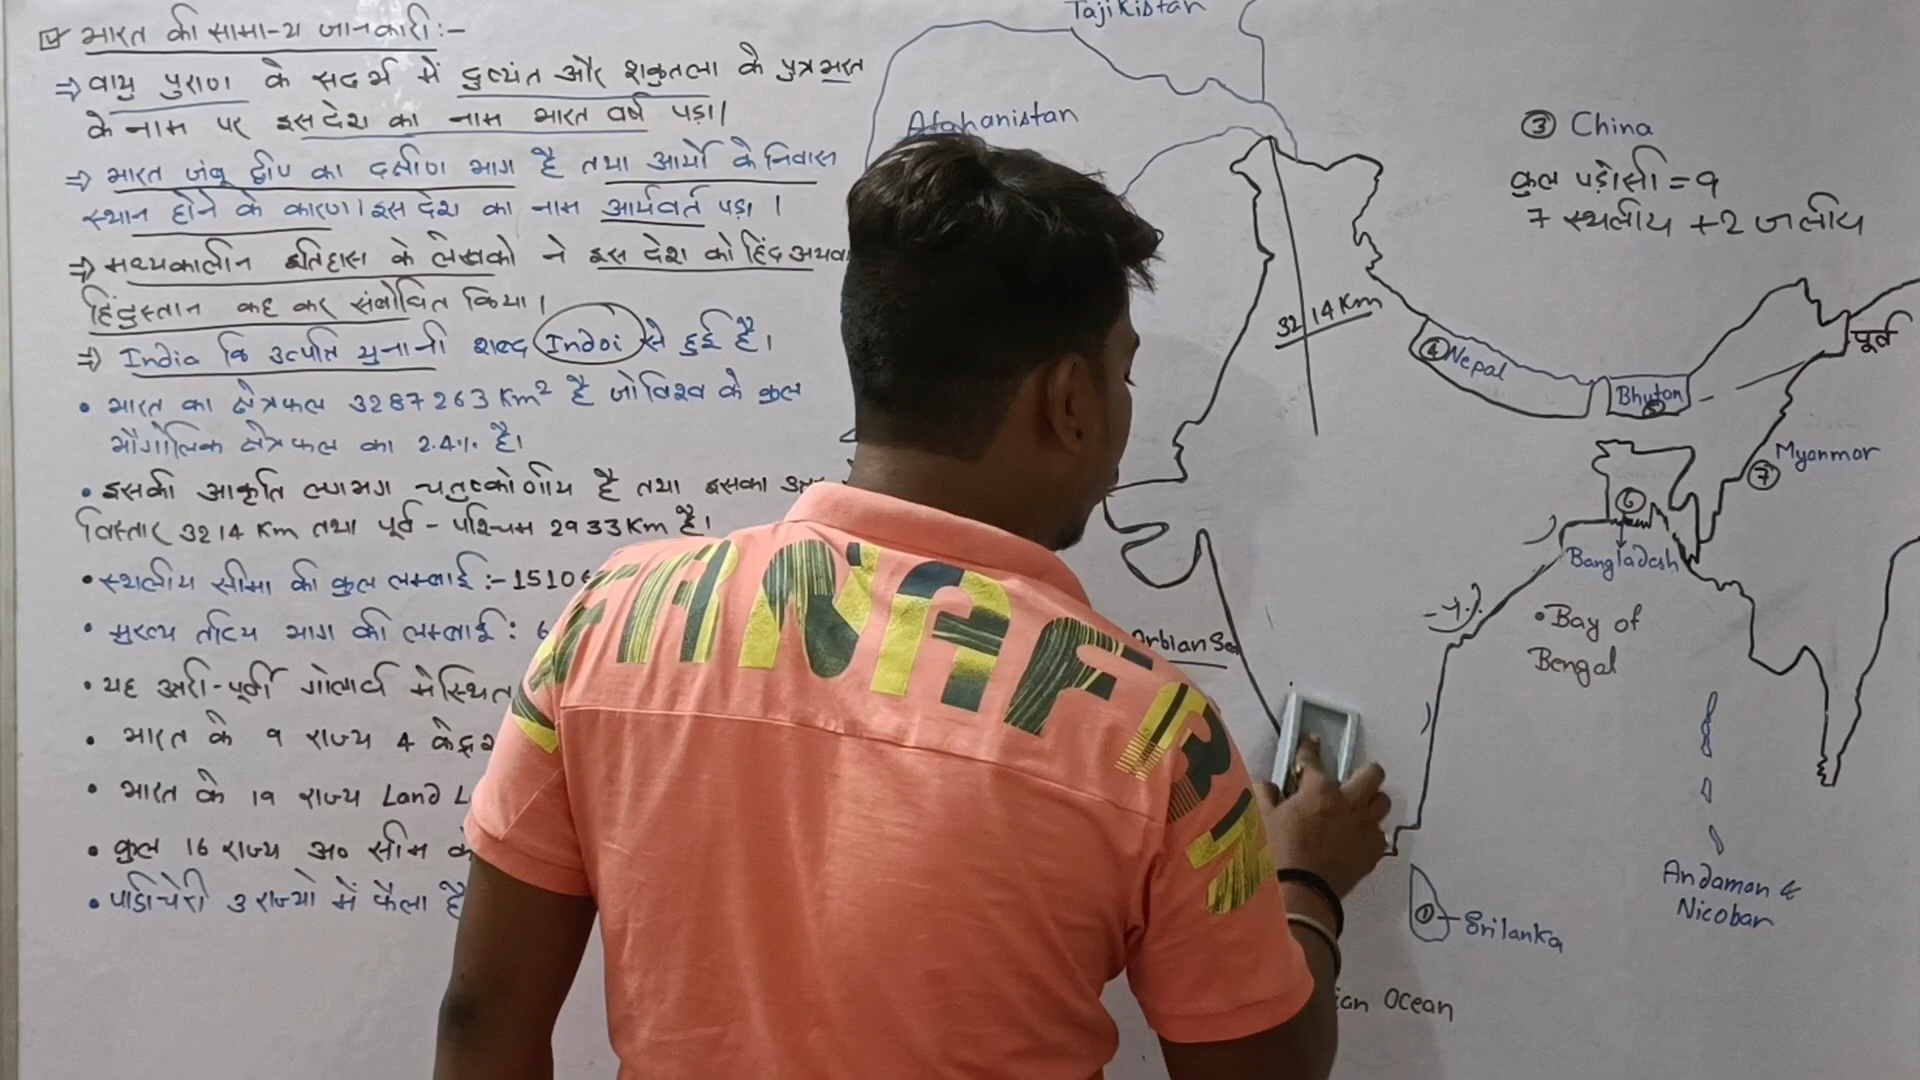 भारत की सामान्य जानकारी:-
⇒ वायु पुराण के सदर्भ में दुष्यंत और शकुतला के पुत्र भरत
के नाम पर इस देश का नाम भारत वर्ष पड़ा।
⇒ भारत जंबू द्वीप का दक्षीण भाग है तथा आर्यो के निवास
स्थान होने के कारण। इस देश का नाम आर्यवर्त पड़ा।
⇒ मध्यकालीन इतिहास के लेखको ने इस देश को हिंद अथवा
हिंदुस्तान कह कर संबोधित किया।
⇒ India कि उत्पति युनानी शब्द Indoi से हुई है।
• भारत का क्षेत्रफल 3287263 Km² है जो विश्व के कुल
भौगोलिक क्षेत्रफल का 2.4% है।
• इसकी आकृति लगभग चतुष्कोणीय है तथा इसका
विस्तार 3214 Km तथा पूर्व - पश्चिम 2933 Km है।
• स्थलीय सीमा की कुल लम्बाई :- 1510
• मुख्य तटिय भाग की लम्बाई : 6
• यह उत्तरी-पूर्वी गोलार्ध में स्थित
• भारत के 9 राज्य 4
• भारत के 19 राज्य Land
• कुल 16 राज्य अ० सीम
• पांडीचेरी 3 राज्यो में फैला है
Tajikistan
Afghanistan
③ China
कुल पड़ोसी = 9
7 स्थलीय + 2 जलीय
3214 Km
④ Nepal
Bhutan
⑤
पूर्व
Myanmar
⑦
⑥
Bangladesh
• Bay of
Bengal
Arbian Sea
Andaman &
Nicobar
① Srilanka
ian Ocean